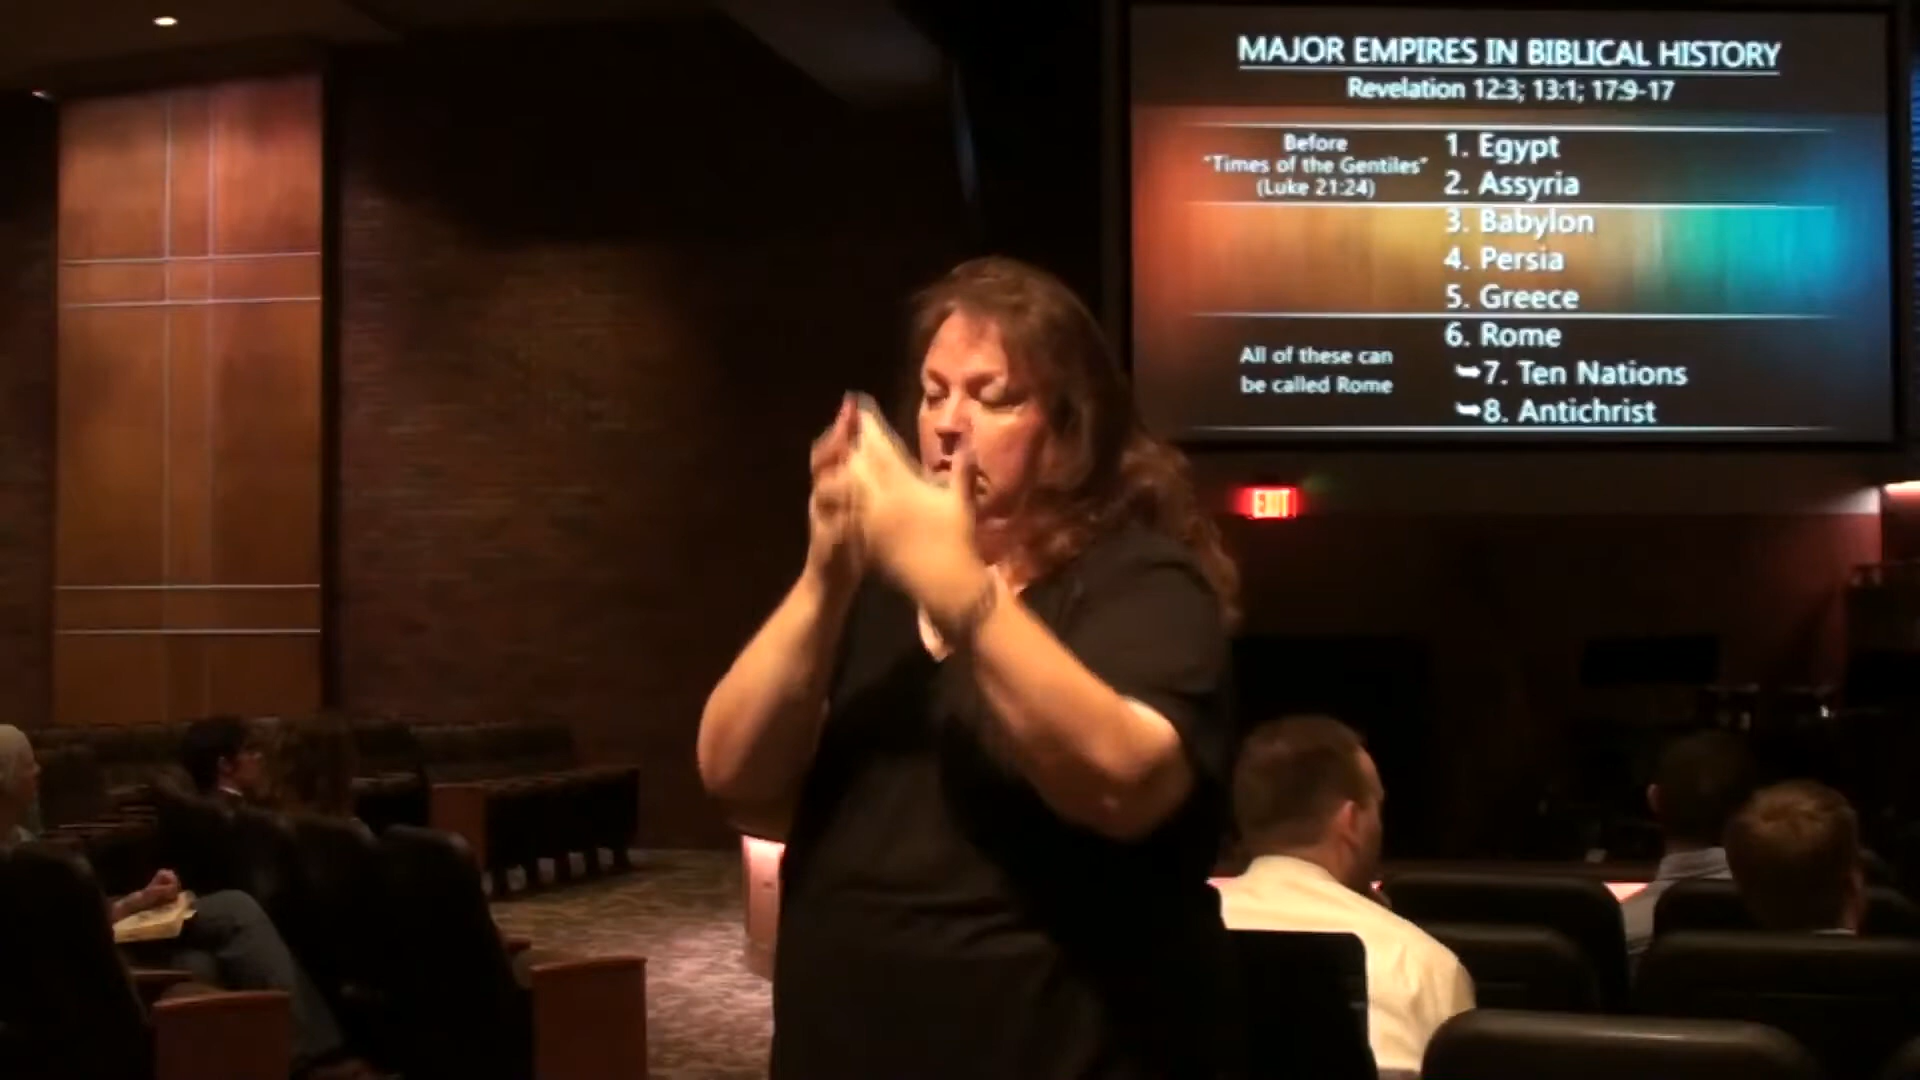 MAJOR EMPIRES IN BIBLICAL HISTORY
Revelation 12:3; 13:1; 17:9-17
Before
"Times of the Gentiles"
(Luke 21:24)
1. Egypt
2. Assyria
3. Babylon
4. Persia
5. Greece
6. Rome
All of these can
be called Rome
➥7. Ten Nations
➥8. Antichrist
EXIT